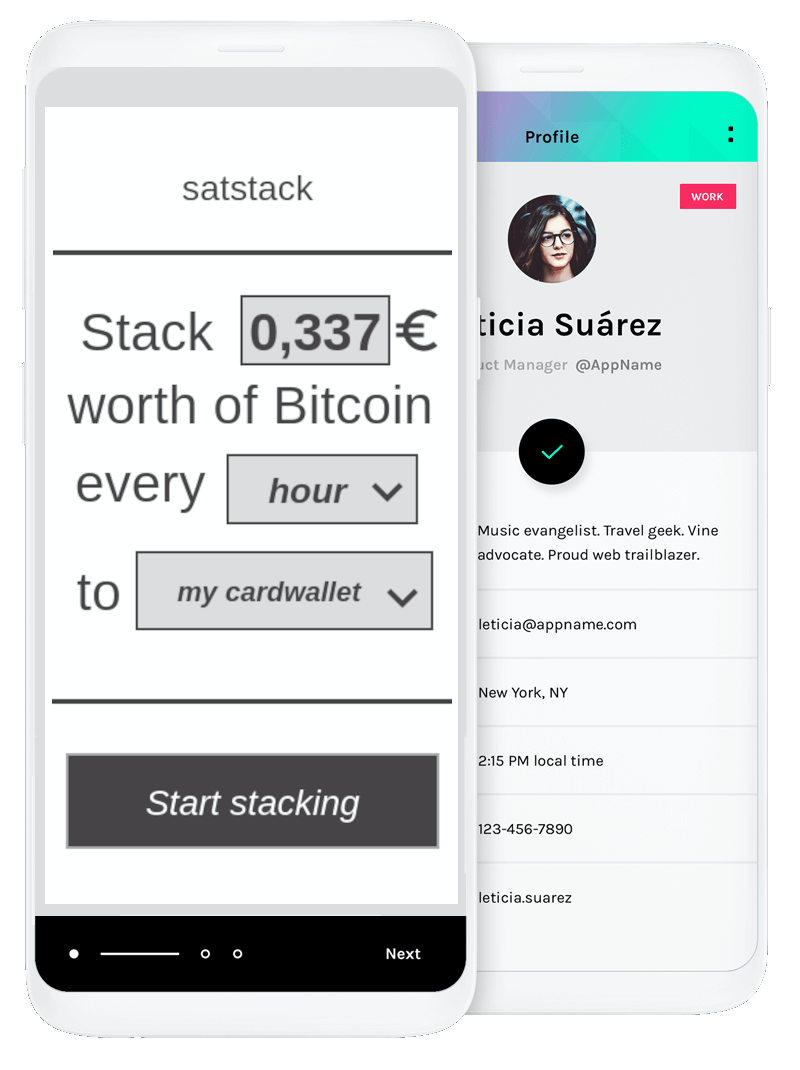 satstack
Stack 0,337 €
worth of Bitcoin
every hour
to my cardwallet
Start stacking
Next
Profile
WORK
ticia Suárez
uct Manager @AppName
Music evangelist. Travel geek. Vine
advocate. Proud web trailblazer.
leticia@appname.com
New York, NY
2:15 PM local time
123-456-7890
leticia.suarez